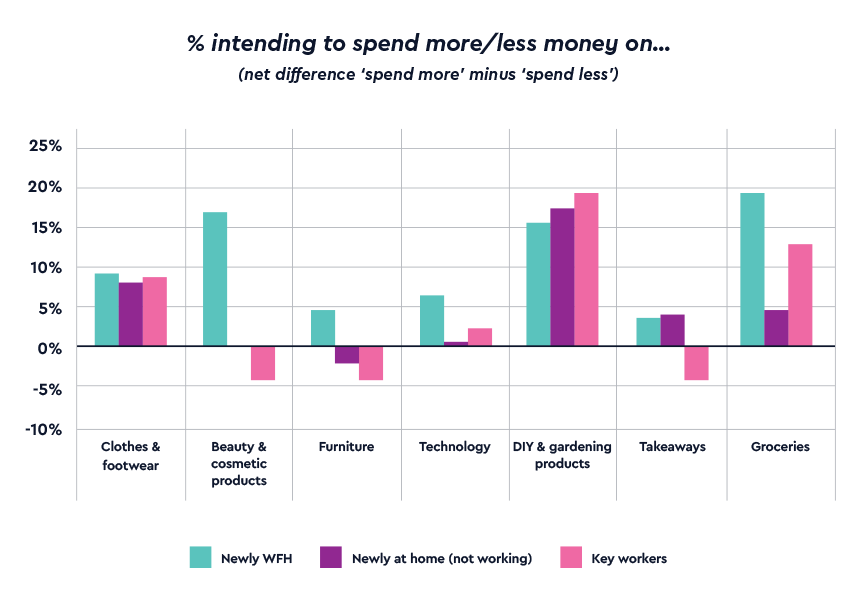 % intending to spend more/less money on...
(net difference ‘spend more’ minus ‘spend less’)
25%
20%
15%
10%
5%
0%
-5%
-10%
Clothes &
footwear
Beauty &
cosmetic
products
Furniture
Technology
DIY & gardening
products
Takeaways
Groceries
Newly WFH
Newly at home (not working)
Key workers